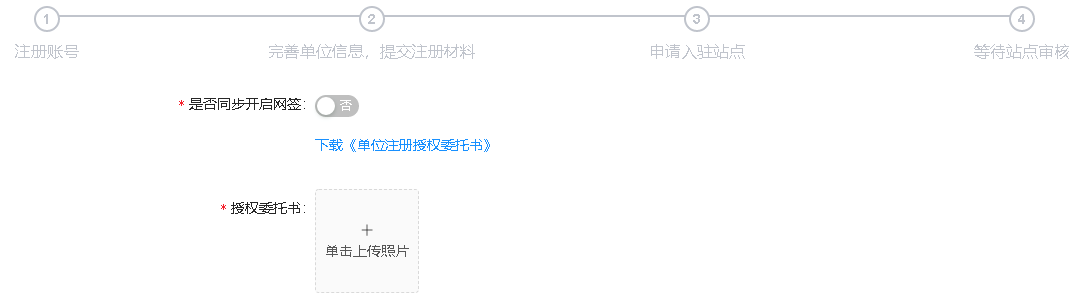 1 2 3 4
注册账号 完善单位信息，提交注册材料 申请入驻站点 等待站点审核
* 是否同步开启网签: 否
下载《单位注册授权委托书》
* 授权委托书:
+
单击上传照片